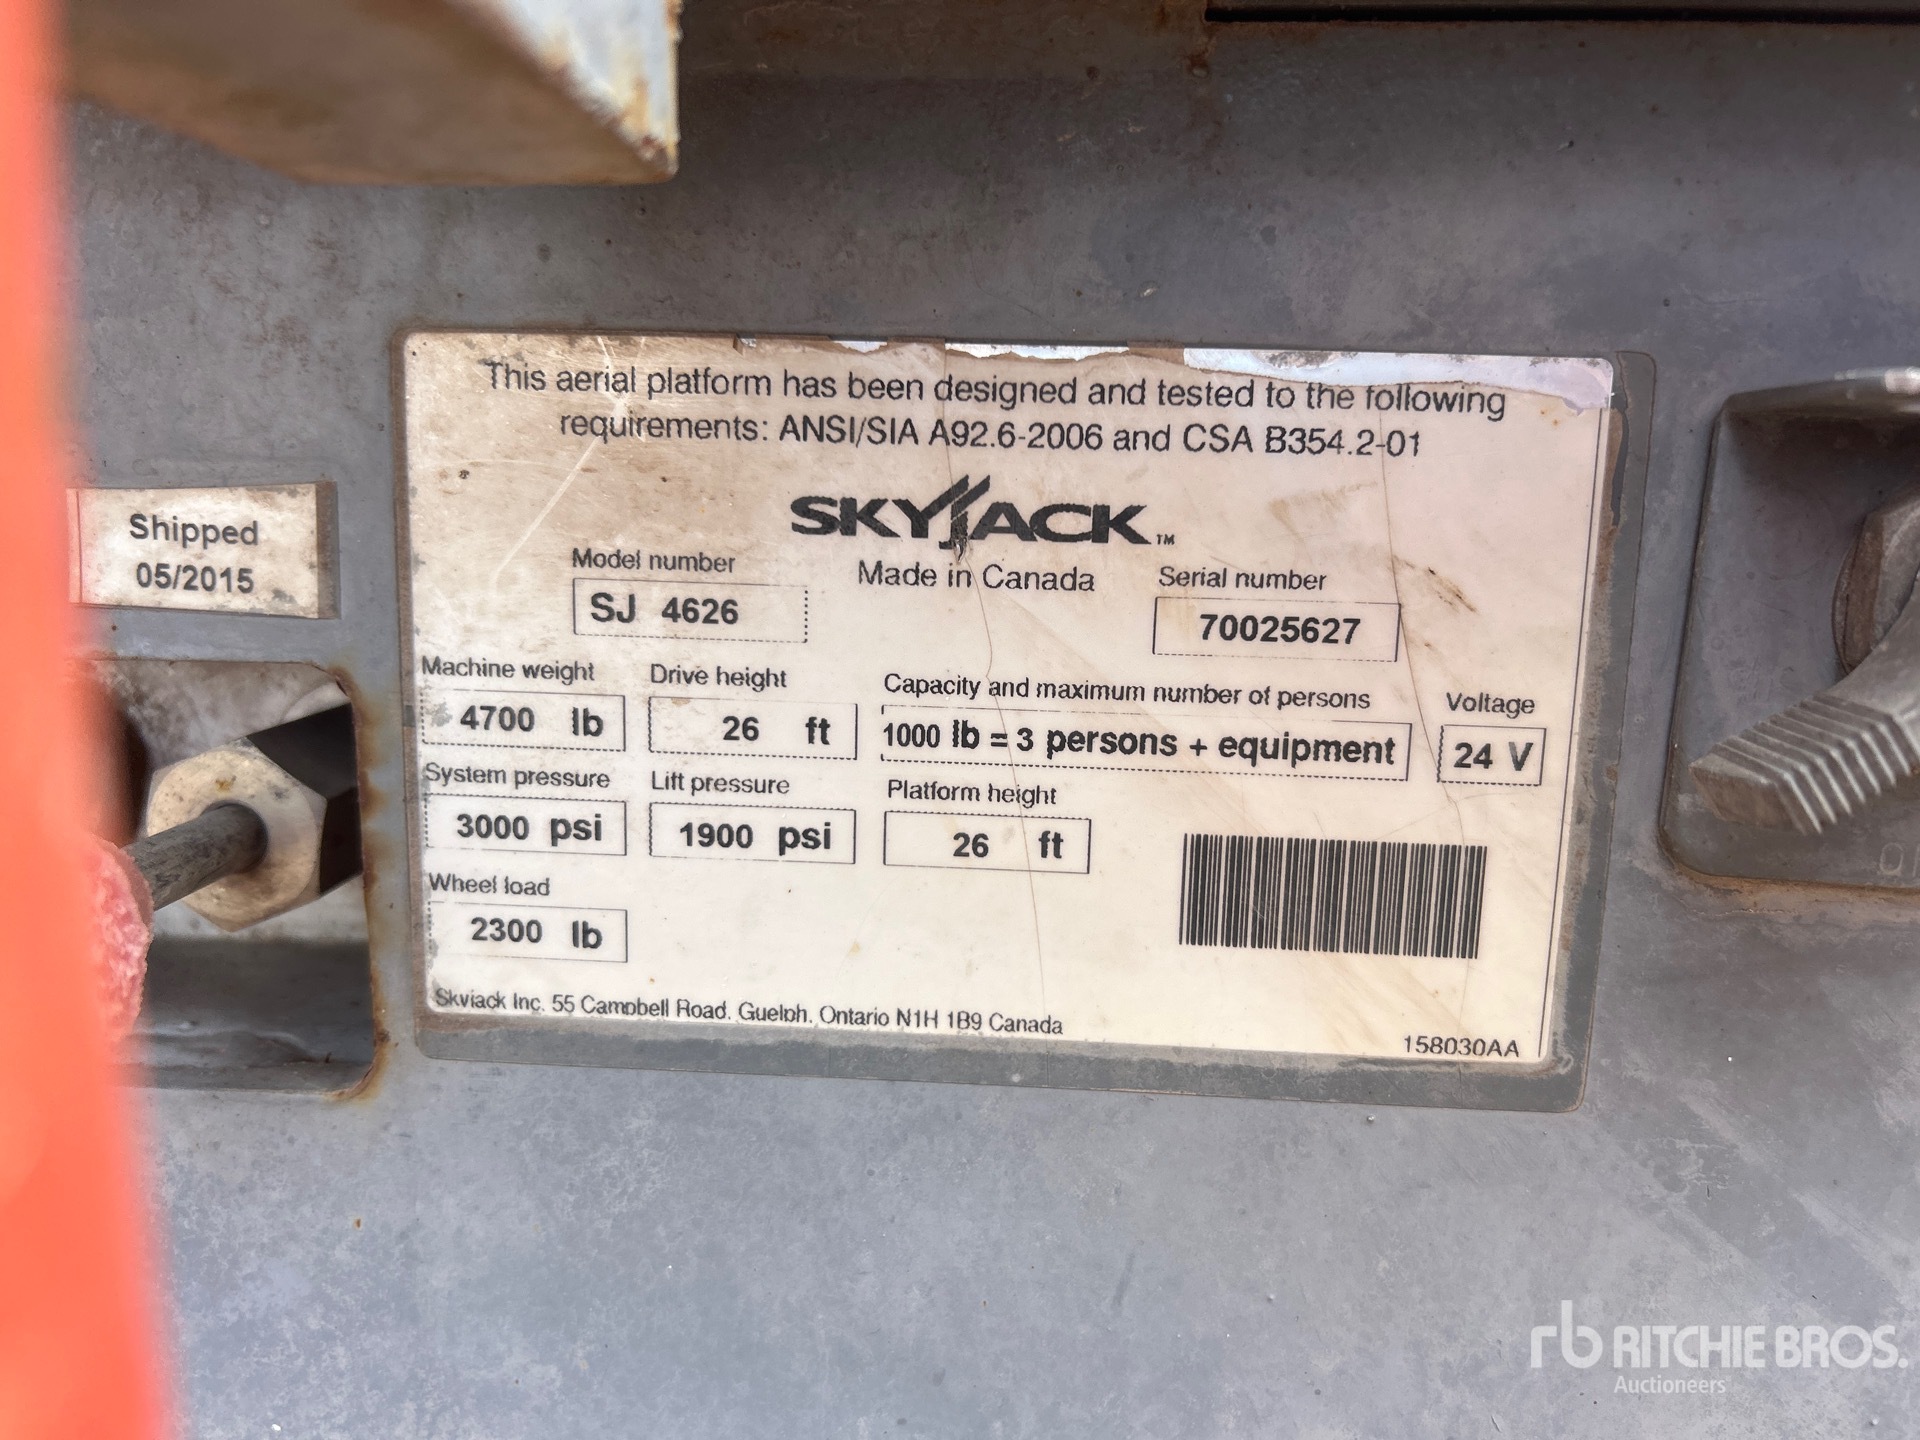 This aerial platform has been designed and tested to the following
requirements: ANSI/SIA A92.6-2006 and CSA B354.2-01
SKYJACK™
Made in Canada
Model number
SJ 4626
Serial number
70025627
Machine weight
4700 lb
Drive height
26 ft
Capacity and maximum number of persons
1000 lb = 3 persons + equipment
Voltage
24 V
System pressure
3000 psi
Lift pressure
1900 psi
Platform height
26 ft
Wheel load
2300 lb
Skyjack Inc. 55 Campbell Road. Guelph. Ontario N1H 1B9 Canada
158030AA
Shipped
05/2015
rb RITCHIE BROS.
Auctioneers